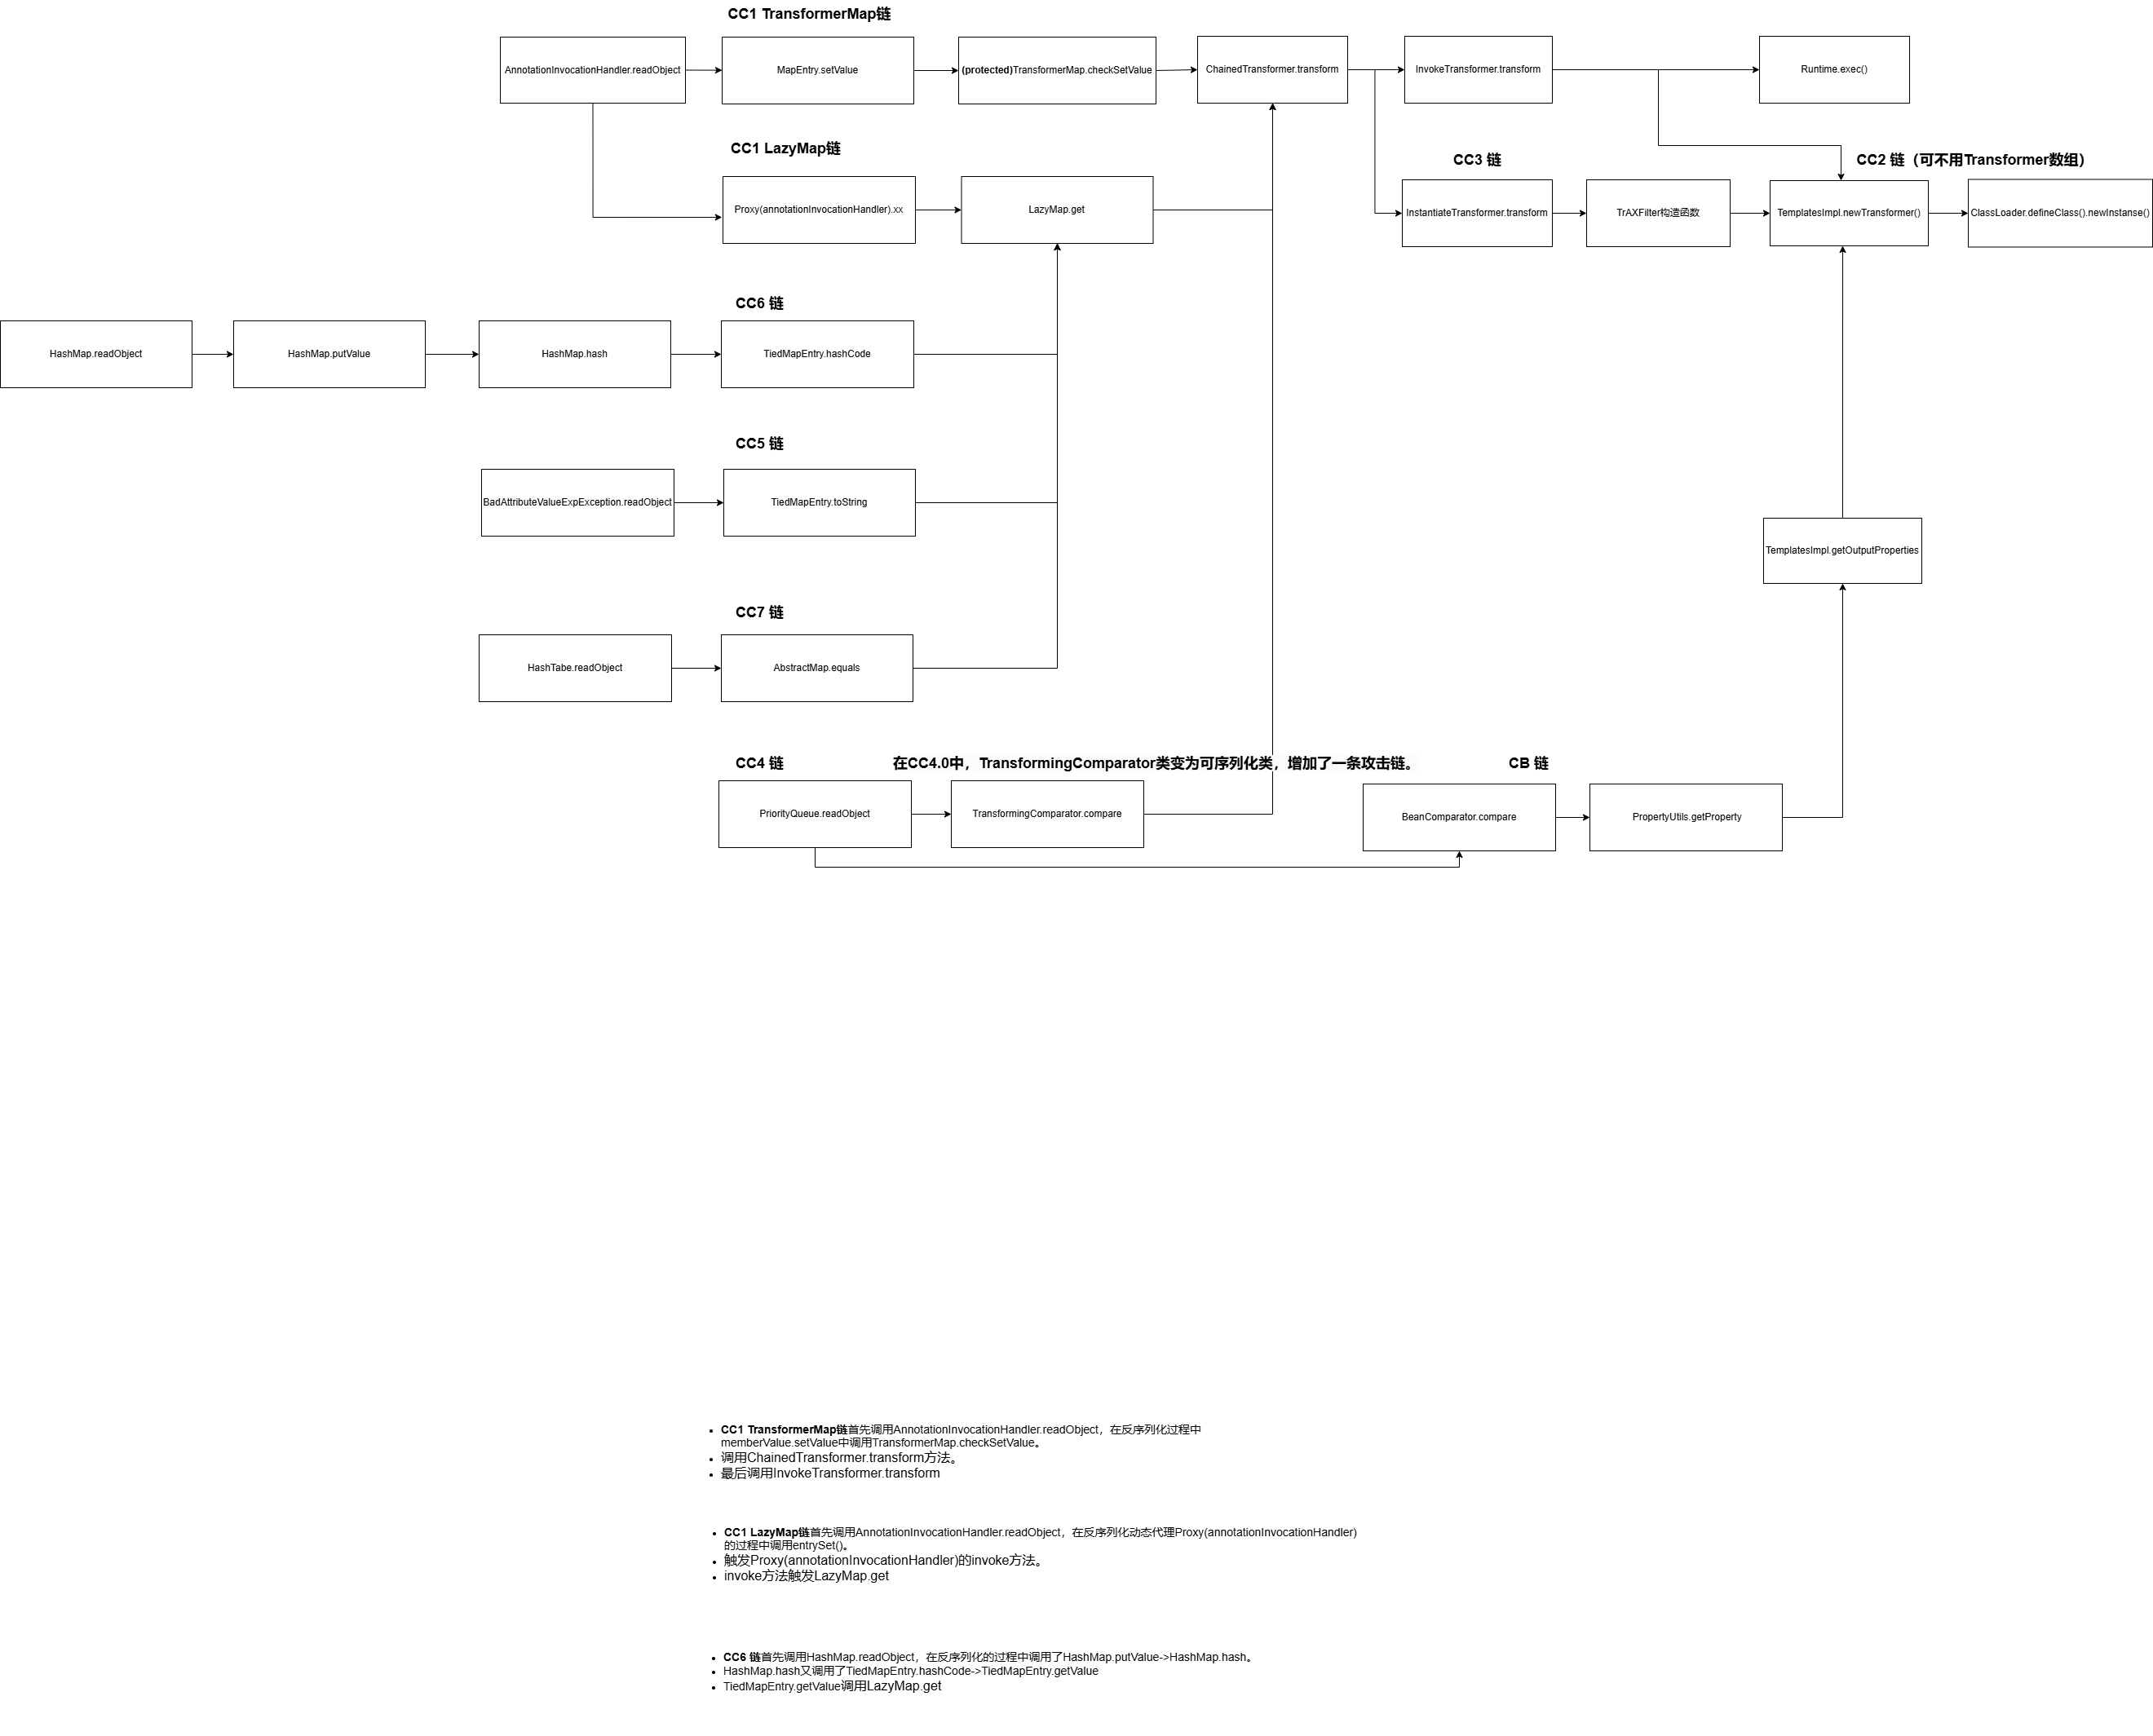 CC1 TransformerMap链
AnnotationInvocationHandler.readObject
MapEntry.setValue
(protected)TransformerMap.checkSetValue
ChainedTransformer.transform
InvokeTransformer.transform
Runtime.exec()
CC1 LazyMap链
CC3 链
CC2 链（可不用Transformer数组）
Proxy(annotationInvocationHandler).xx
LazyMap.get
InstantiateTransformer.transform
TrAXFilter构造函数
TemplatesImpl.newTransformer()
ClassLoader.defineClass().newInstanse()
CC6 链
HashMap.readObject
HashMap.putValue
HashMap.hash
TiedMapEntry.hashCode
CC5 链
BadAttributeValueExpException.readObject
TiedMapEntry.toString
TemplatesImpl.getOutputProperties
CC7 链
HashTabe.readObject
AbstractMap.equals
CC4 链
在CC4.0中，TransformingComparator类变为可序列化类，增加了一条攻击链。
CB 链
PriorityQueue.readObject
TransformingComparator.compare
BeanComparator.compare
PropertyUtils.getProperty
• CC1 TransformerMap链首先调用AnnotationInvocationHandler.readObject，在反序列化过程中
memberValue.setValue中调用TransformerMap.checkSetValue。
• 调用ChainedTransformer.transform方法。
• 最后调用InvokeTransformer.transform
• CC1 LazyMap链首先调用AnnotationInvocationHandler.readObject，在反序列化动态代理Proxy(annotationInvocationHandler)
的过程中调用entrySet()。
• 触发Proxy(annotationInvocationHandler)的invoke方法。
• invoke方法触发LazyMap.get
• CC6 链首先调用HashMap.readObject，在反序列化的过程中调用了HashMap.putValue->HashMap.hash。
• HashMap.hash又调用了TiedMapEntry.hashCode->TiedMapEntry.getValue
• TiedMapEntry.getValue调用LazyMap.get